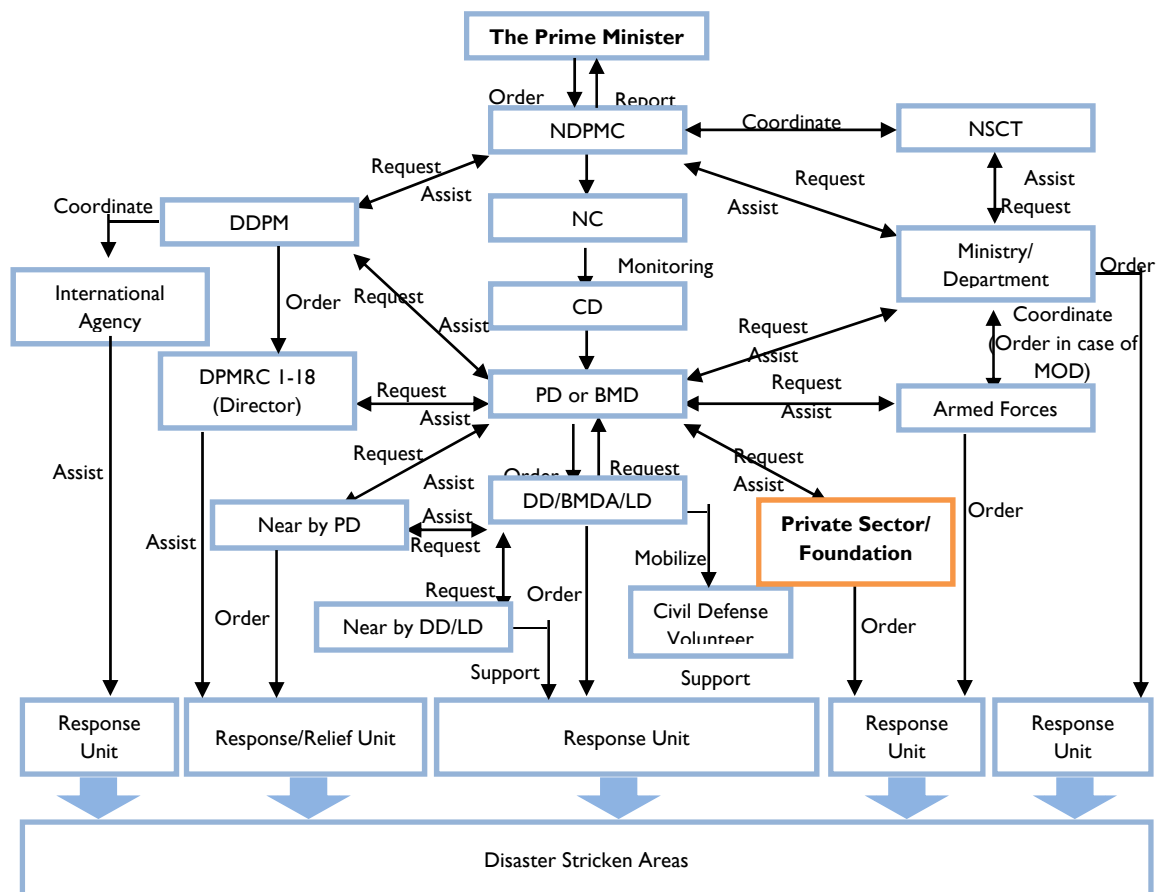 The Prime Minister
Order
Report
NDPMC
Coordinate
NSCT
Request
Assist
Request
Assist
Assist
Request
Coordinate
DDPM
NC
Ministry/
Department
Order
International
Agency
Order
Request
Assist
Monitoring
CD
Request
Assist
Coordinate
(Order in case of
MOD)
DPMRC 1-18
(Director)
Request
Assist
PD or BMD
Request
Assist
Armed Forces
Assist
Request
Assist
Order
Request
Request
Assist
Near by PD
Assist
Request
DD/BMDA/LD
Private Sector/
Foundation
Order
Assist
Mobilize
Request
Order
Order
Near by DD/LD
Civil Defense
Volunteer
Order
Support
Support
Response
Unit
Response/Relief Unit
Response Unit
Response
Unit
Response
Unit
Disaster Stricken Areas